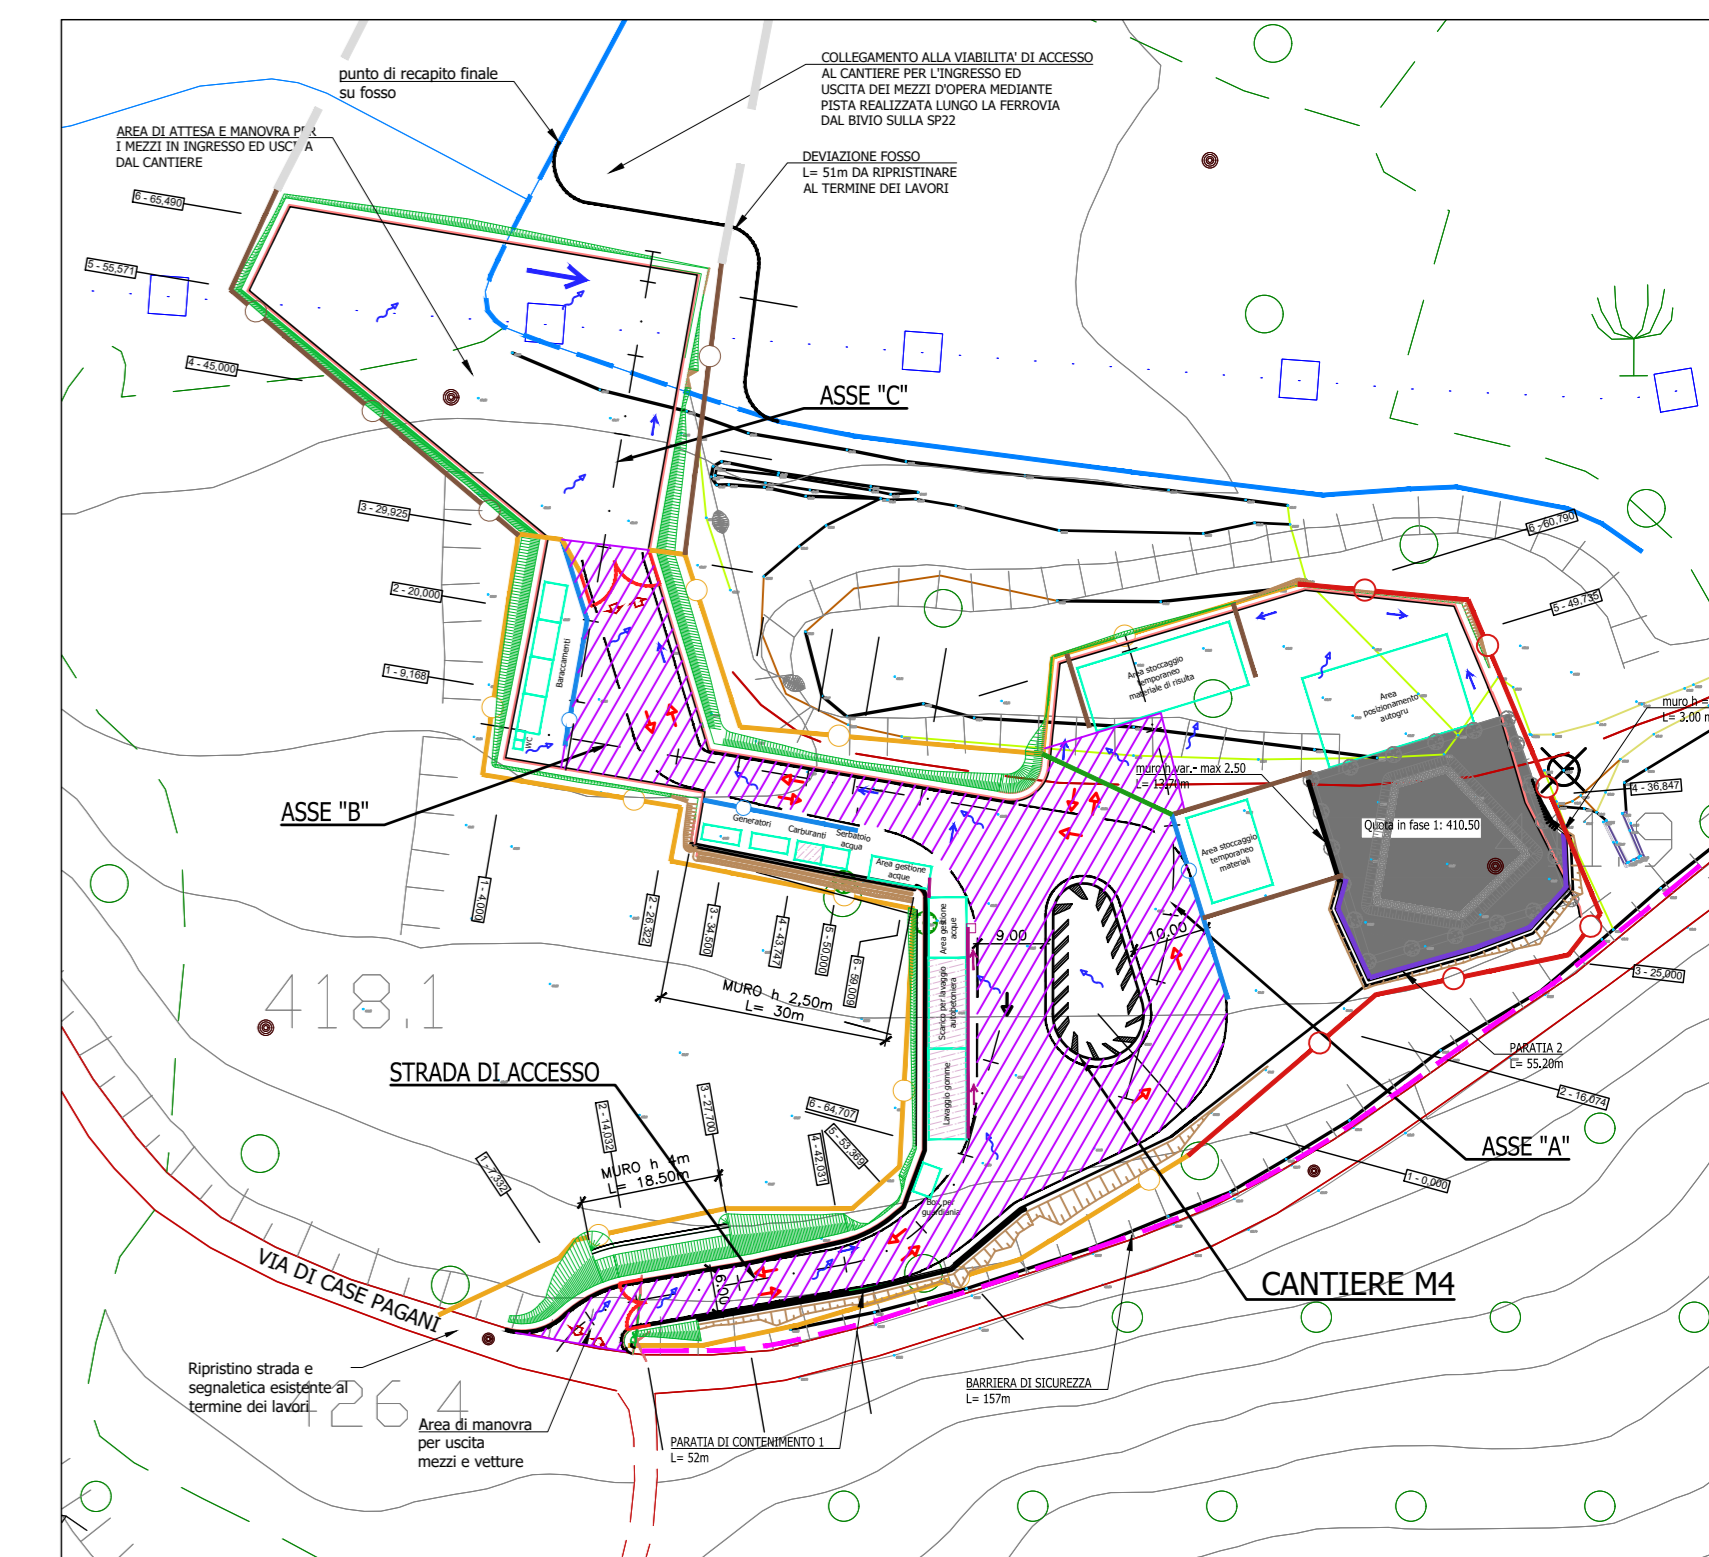 punto di recapito finale
su fosso
COLLEGAMENTO ALLA VIABILITA' DI ACCESSO
AL CANTIERE PER L'INGRESSO ED
USCITA DEI MEZZI D'OPERA MEDIANTE
PISTA REALIZZATA LUNGO LA FERROVIA
DAL BIVIO SULLA SP22
AREA DI ATTESA E MANOVRA PER
I MEZZI IN INGRESSO ED USCITA
DAL CANTIERE
DEVIAZIONE FOSSO
L= 51m DA RIPRISTINARE
AL TERMINE DEI LAVORI
6 - 65,490
5 - 55,571
4 - 45,000
ASSE "C"
3 - 29,925
2 - 20,000
1 - 9,168
6 - 60,790
5 - 49,735
Baraccamenti
WC
Area stoccaggio
temporaneo
materiale di risulta
Area
posizionamento
autogru
muro h =
L= 3.00 m
muro h var.- max 2.50
L= 13.70m
4 - 36,847
ASSE "B"
Generatori
Carburanti
Serbatoio
acqua
Area gestione
acque
Quota in fase 1: 410.50
Area stoccaggio
temporaneo
materiali
1 - 4,000
2 - 26,322
3 - 34,500
4 - 43,747
5 - 50,000
6 - 59,009
Area gestione
acque
9.00
10.00
3 - 25,000
418.1
MURO h 2,50m
L= 30m
Scarico per lavaggio
autobetoniera
PARATIA 2
L= 55.20m
STRADA DI ACCESSO
Lavaggio gomme
2 - 16,074
2 - 14,032
3 - 27,700
6 - 64,707
5 - 53,369
4 - 42,031
1 - 7,332
MURO h 4m
L= 18.50m
ASSE "A"
1 - 0,000
Box per
guardiania
VIA DI CASE PAGANI
6.00
CANTIERE M4
Ripristino strada e
segnaletica esistente al
termine dei lavori
426.4
BARRIERA DI SICUREZZA
L= 157m
Area di manovra
per uscita
mezzi e vetture
PARATIA DI CONTENIMENTO 1
L= 52m